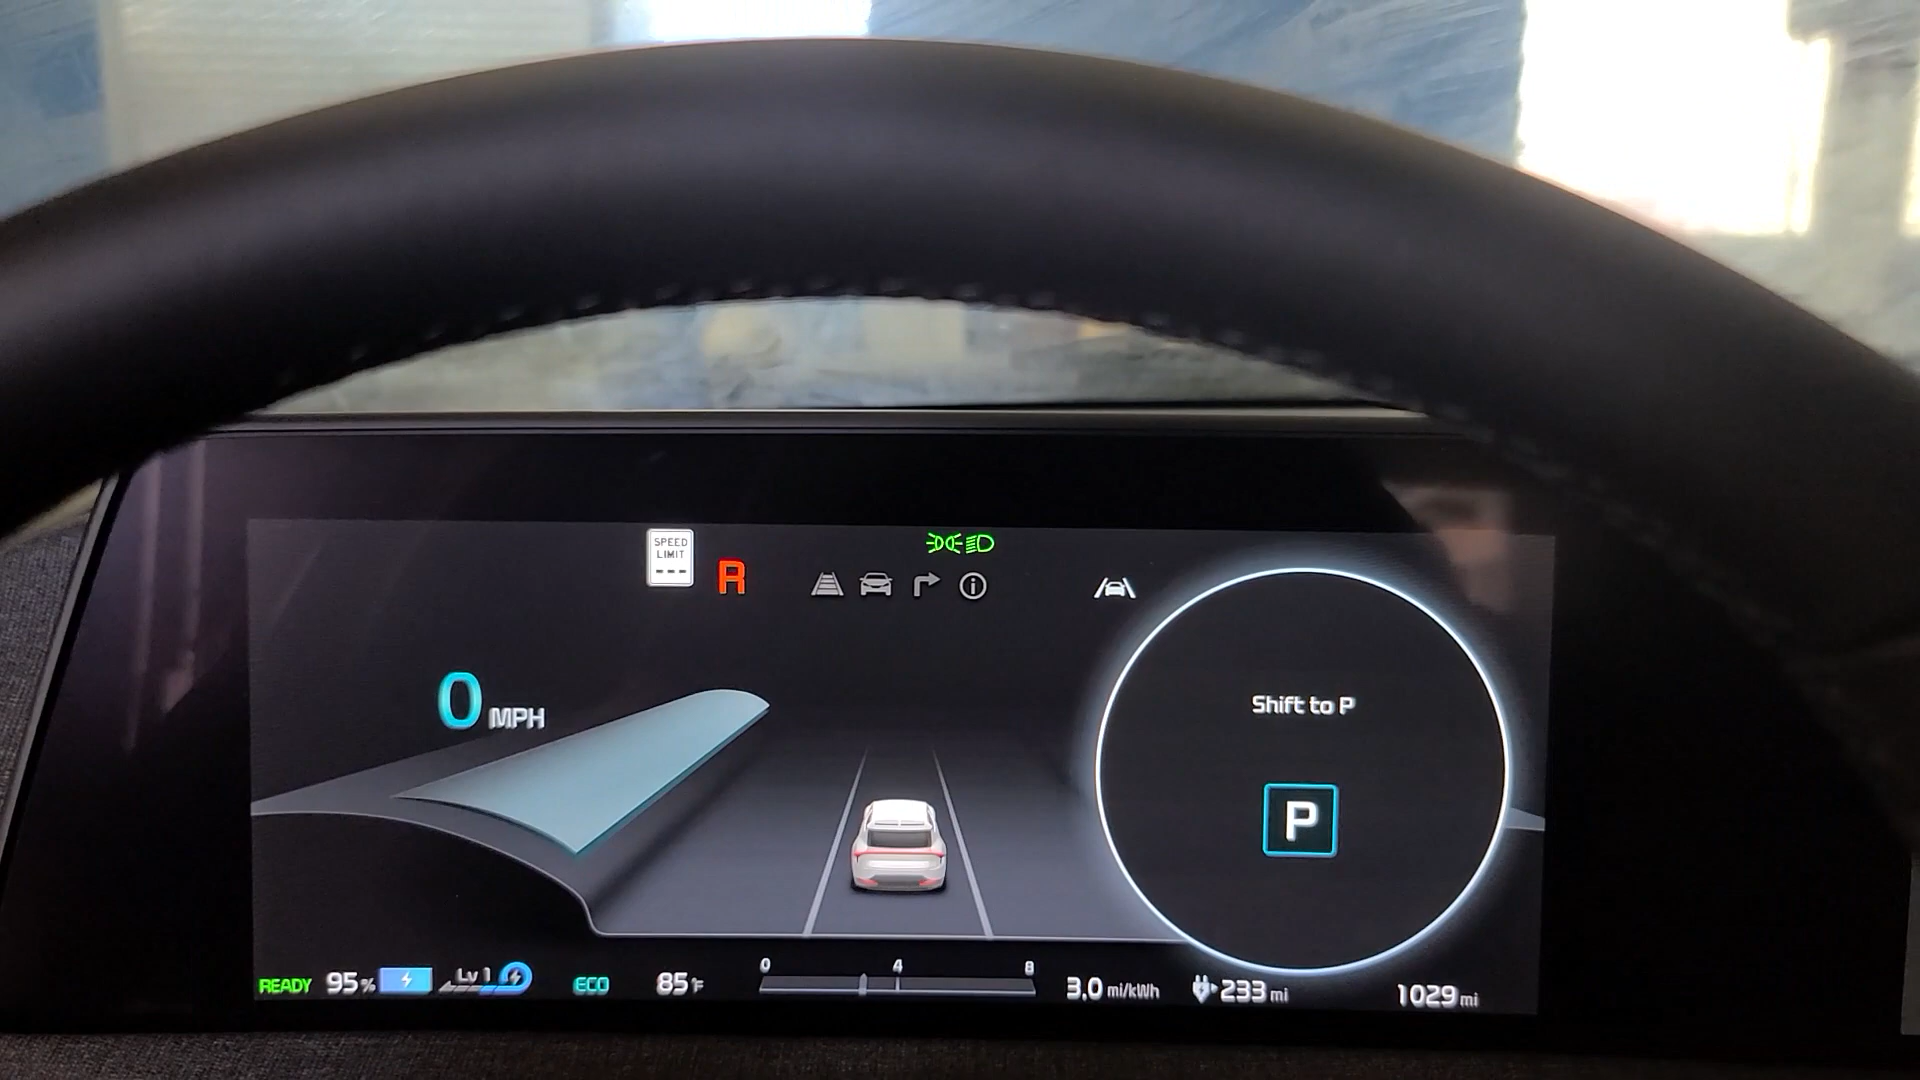 SPEED
LIMIT
---
R
0 MPH
Shift to P
P
0 4 8
READY 95% Lv 1 ECO 85°F 3.0 mi/kWh 233 mi 1029 mi